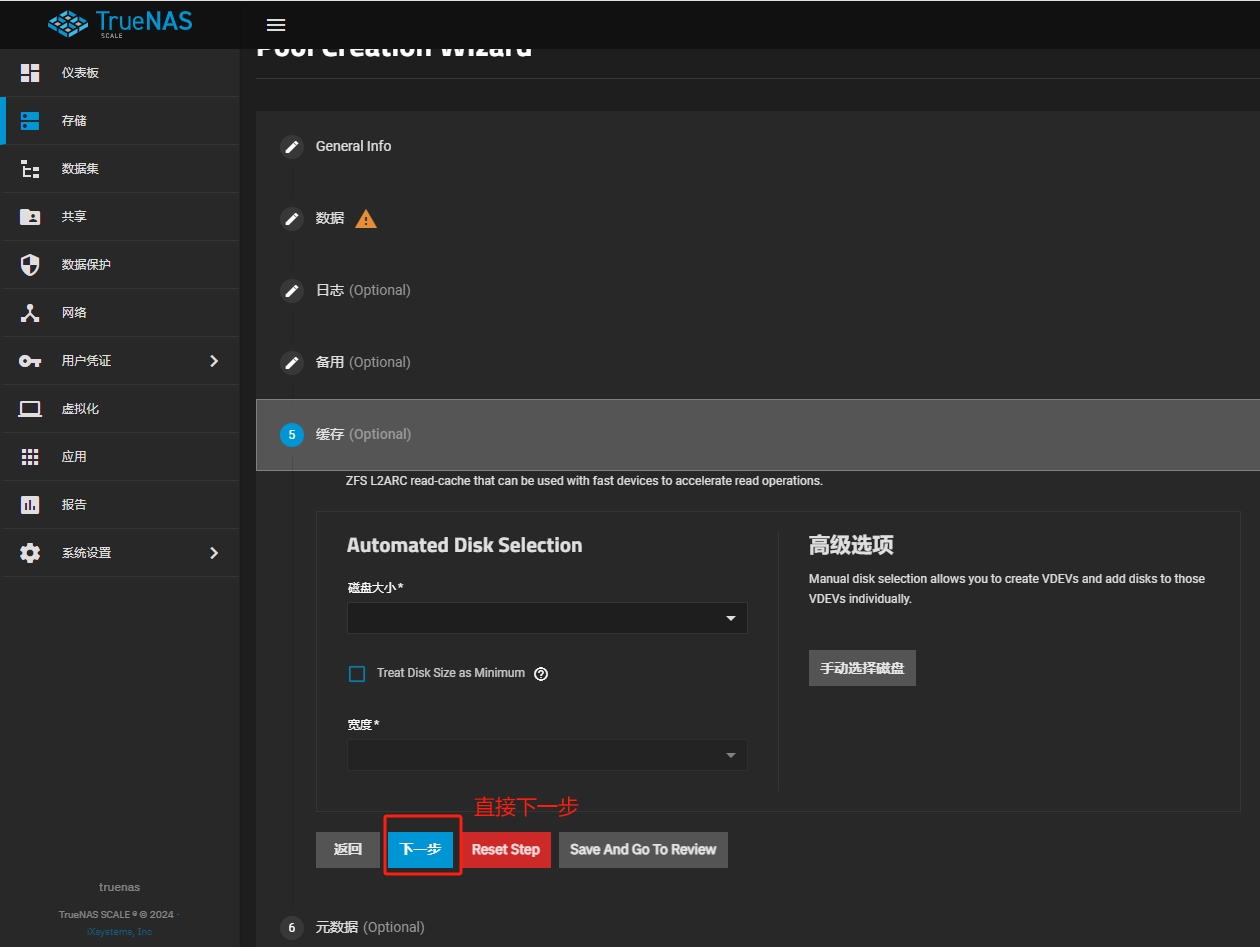 TrueNAS
SCALE
Pool Creation Wizard
仪表板
存储
数据集
共享
数据保护
网络
用户凭证
虚拟化
应用
报告
系统设置
truenas
TrueNAS SCALE ® © 2024 -
iXsystems, Inc
General Info
数据
日志 (Optional)
备用 (Optional)
5 缓存 (Optional)
ZFS L2ARC read-cache that can be used with fast devices to accelerate read operations.
Automated Disk Selection
磁盘大小*
Treat Disk Size as Minimum
宽度*
高级选项
Manual disk selection allows you to create VDEVs and add disks to those
VDEVs individually.
手动选择磁盘
直接下一步
返回 下一步 Reset Step Save And Go To Review
6 元数据 (Optional)